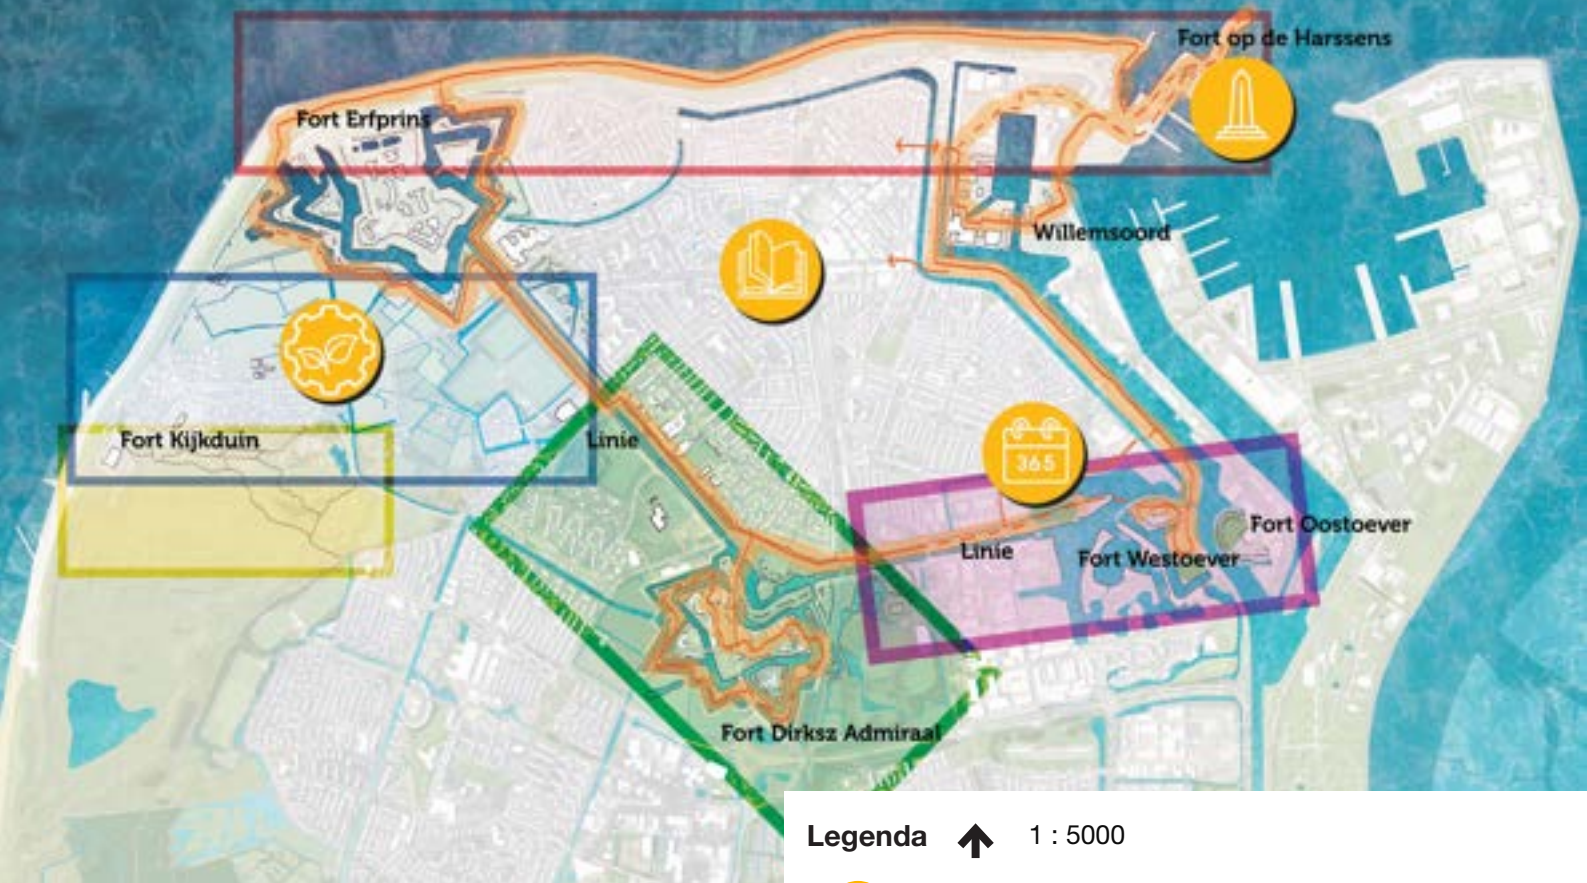 Fort op de Harssens
Fort Erfprins
Willemsoord
Fort Kijkduin
Linie
365
Fort Oostoever
Linie
Fort Westoever
Fort Dirksz Admiraal
Legenda 1 : 5000